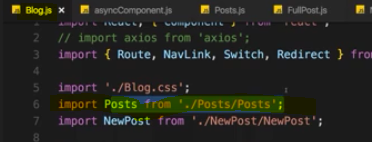 Blog.js × asyncComponent.js Posts.js FullPost.js
1 import React, { Component } from 'react';
2 // import axios from 'axios';
3 import { Route, NavLink, Switch, Redirect } from
4
5 import './Blog.css';
6 import Posts from './Posts/Posts';
7 import NewPost from './NewPost/NewPost';
8